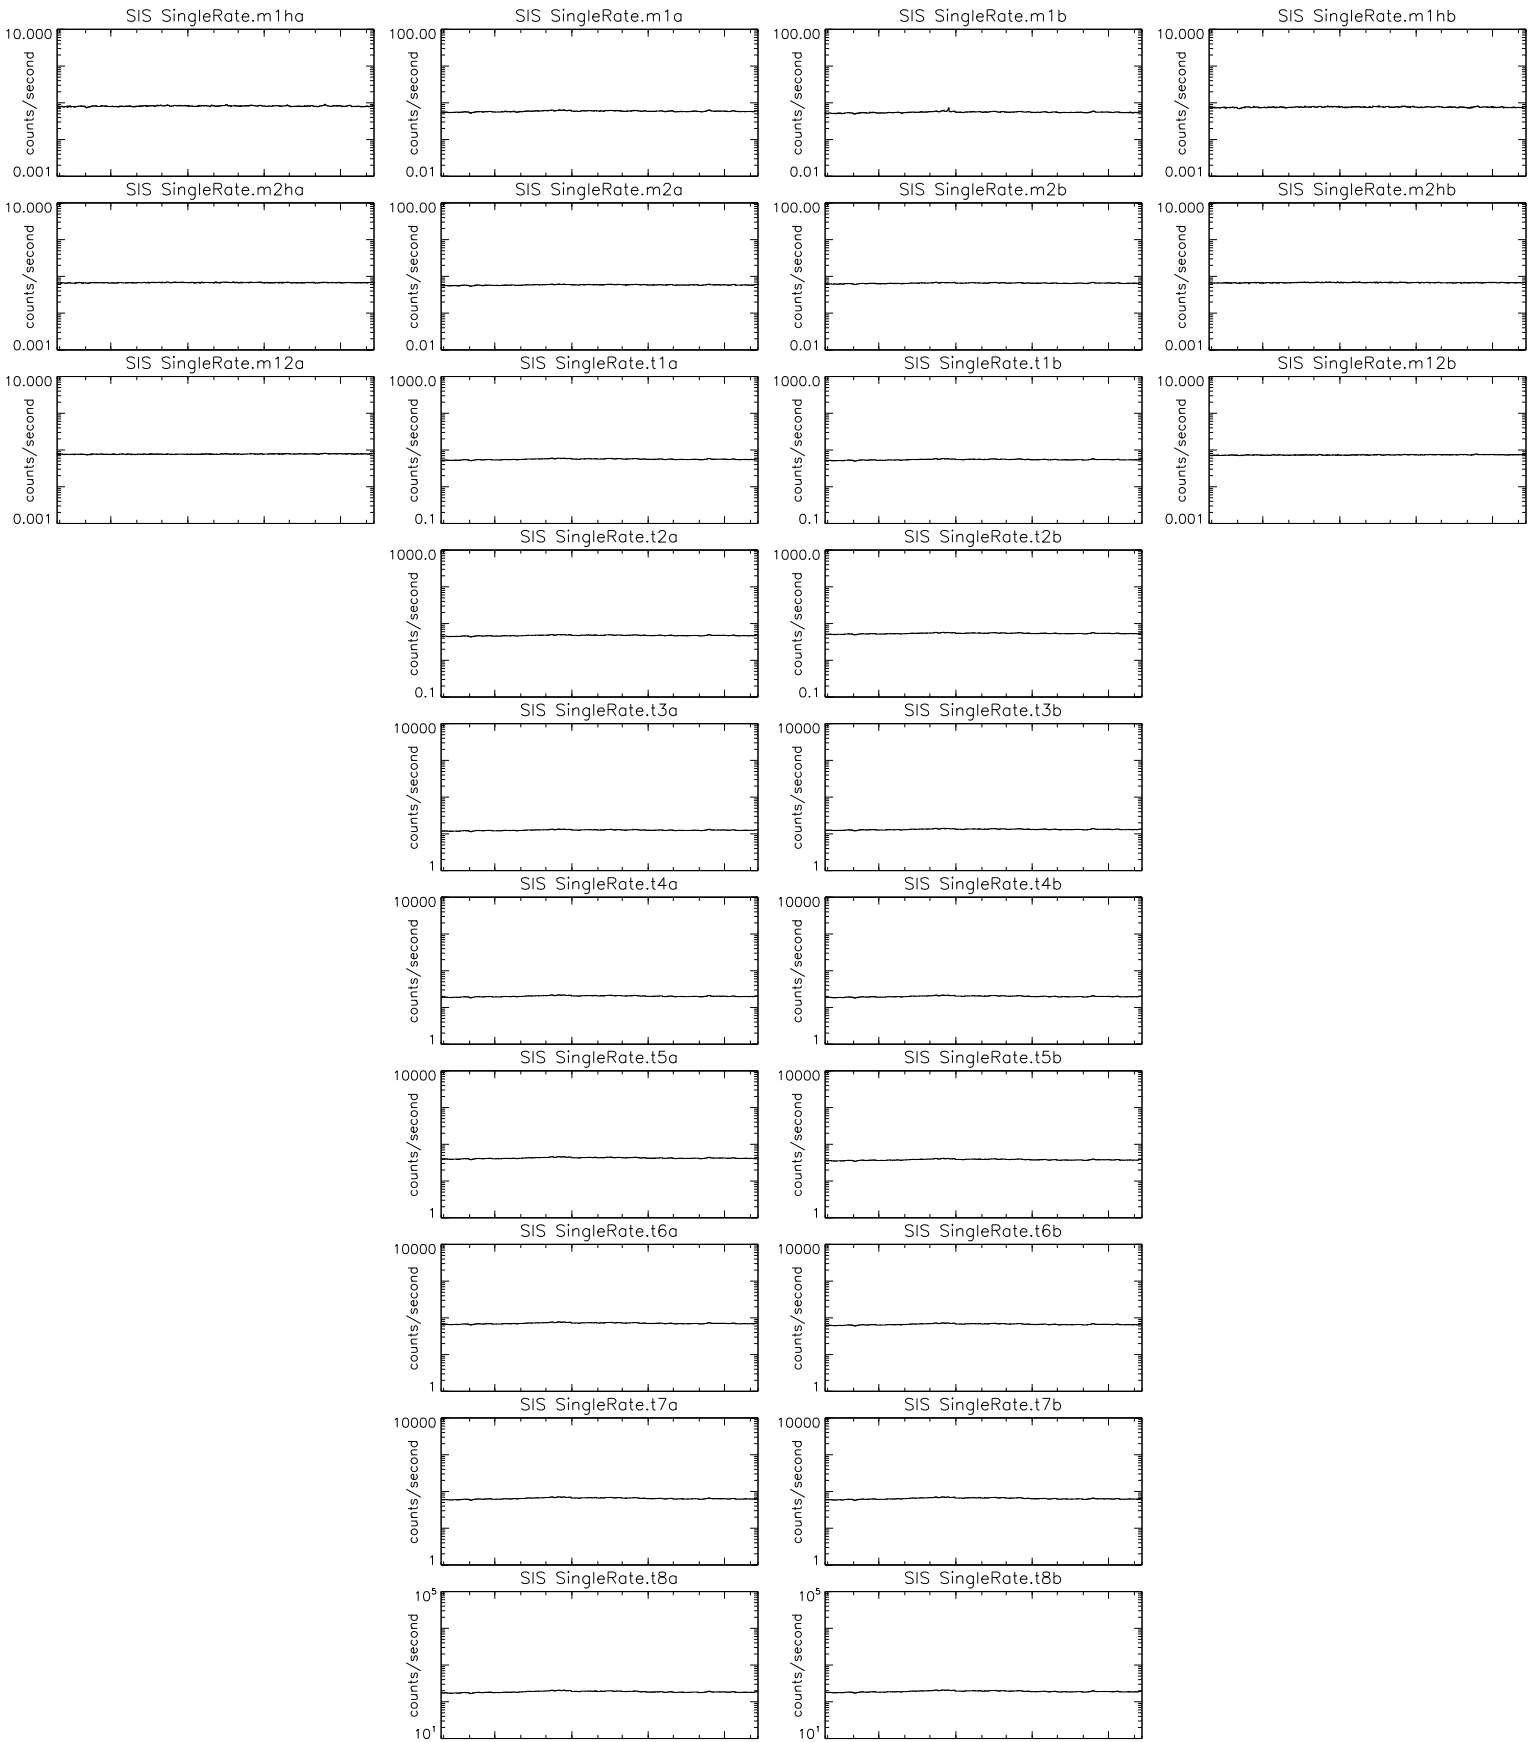 SIS SingleRate.m1ha
10.000
counts/second
0.001
SIS SingleRate.m1a
100.00
counts/second
0.01
SIS SingleRate.m1b
100.00
counts/second
0.01
SIS SingleRate.m1hb
10.000
counts/second
0.001
SIS SingleRate.m2ha
10.000
counts/second
0.001
SIS SingleRate.m2a
100.00
counts/second
0.01
SIS SingleRate.m2b
100.00
counts/second
0.01
SIS SingleRate.m2hb
10.000
counts/second
0.001
SIS SingleRate.m12a
10.000
counts/second
0.001
SIS SingleRate.t1a
1000.0
counts/second
0.1
SIS SingleRate.t1b
1000.0
counts/second
0.1
SIS SingleRate.m12b
10.000
counts/second
0.001
SIS SingleRate.t2a
1000.0
counts/second
0.1
SIS SingleRate.t2b
1000.0
counts/second
0.1
SIS SingleRate.t3a
10000
counts/second
1
SIS SingleRate.t3b
10000
counts/second
1
SIS SingleRate.t4a
10000
counts/second
1
SIS SingleRate.t4b
10000
counts/second
1
SIS SingleRate.t5a
10000
counts/second
1
SIS SingleRate.t5b
10000
counts/second
1
SIS SingleRate.t6a
10000
counts/second
1
SIS SingleRate.t6b
10000
counts/second
1
SIS SingleRate.t7a
10000
counts/second
1
SIS SingleRate.t7b
10000
counts/second
1
SIS SingleRate.t8a
10⁵
counts/second
10¹
SIS SingleRate.t8b
10⁵
counts/second
10¹